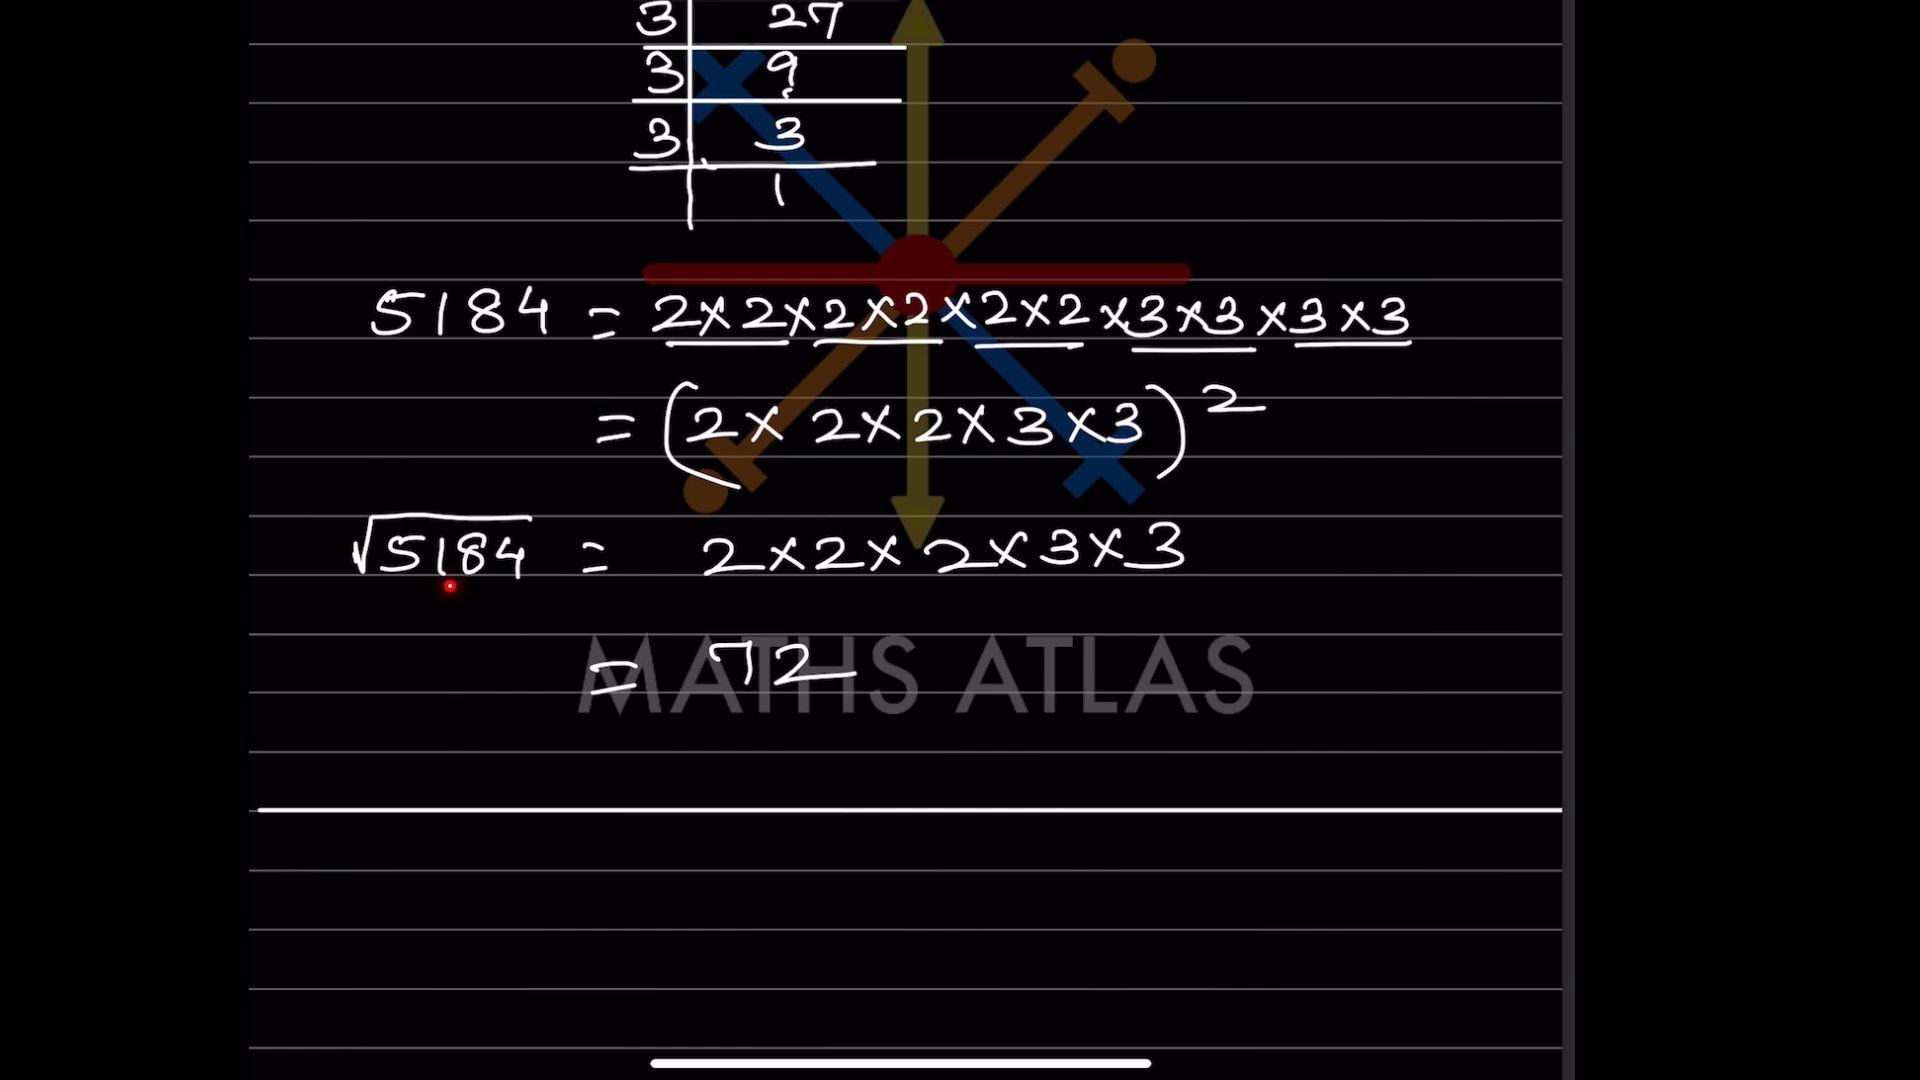 3 | 27
3 | 9
3 | 3
| 1
5184 = 2×2×2×2×2×2×3×3×3×3
= (2×2×2×3×3)²
√5184 = 2×2×2×3×3
= 72
MATHS ATLAS